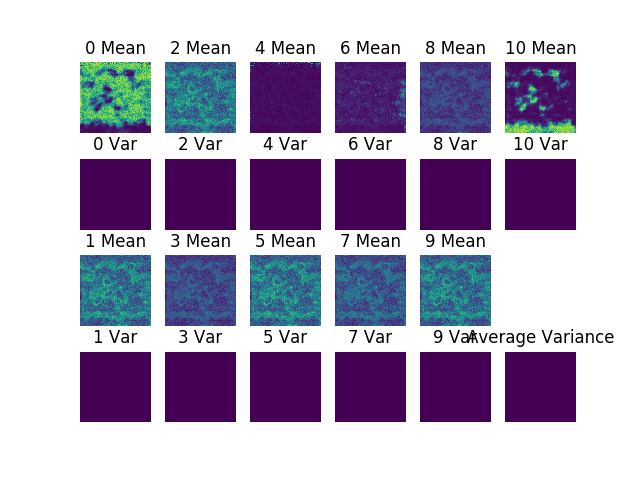 0 Mean 2 Mean 4 Mean 6 Mean 8 Mean 10 Mean
0 Var 2 Var 4 Var 6 Var 8 Var 10 Var
1 Mean 3 Mean 5 Mean 7 Mean 9 Mean
1 Var 3 Var 5 Var 7 Var 9 Var Average Variance